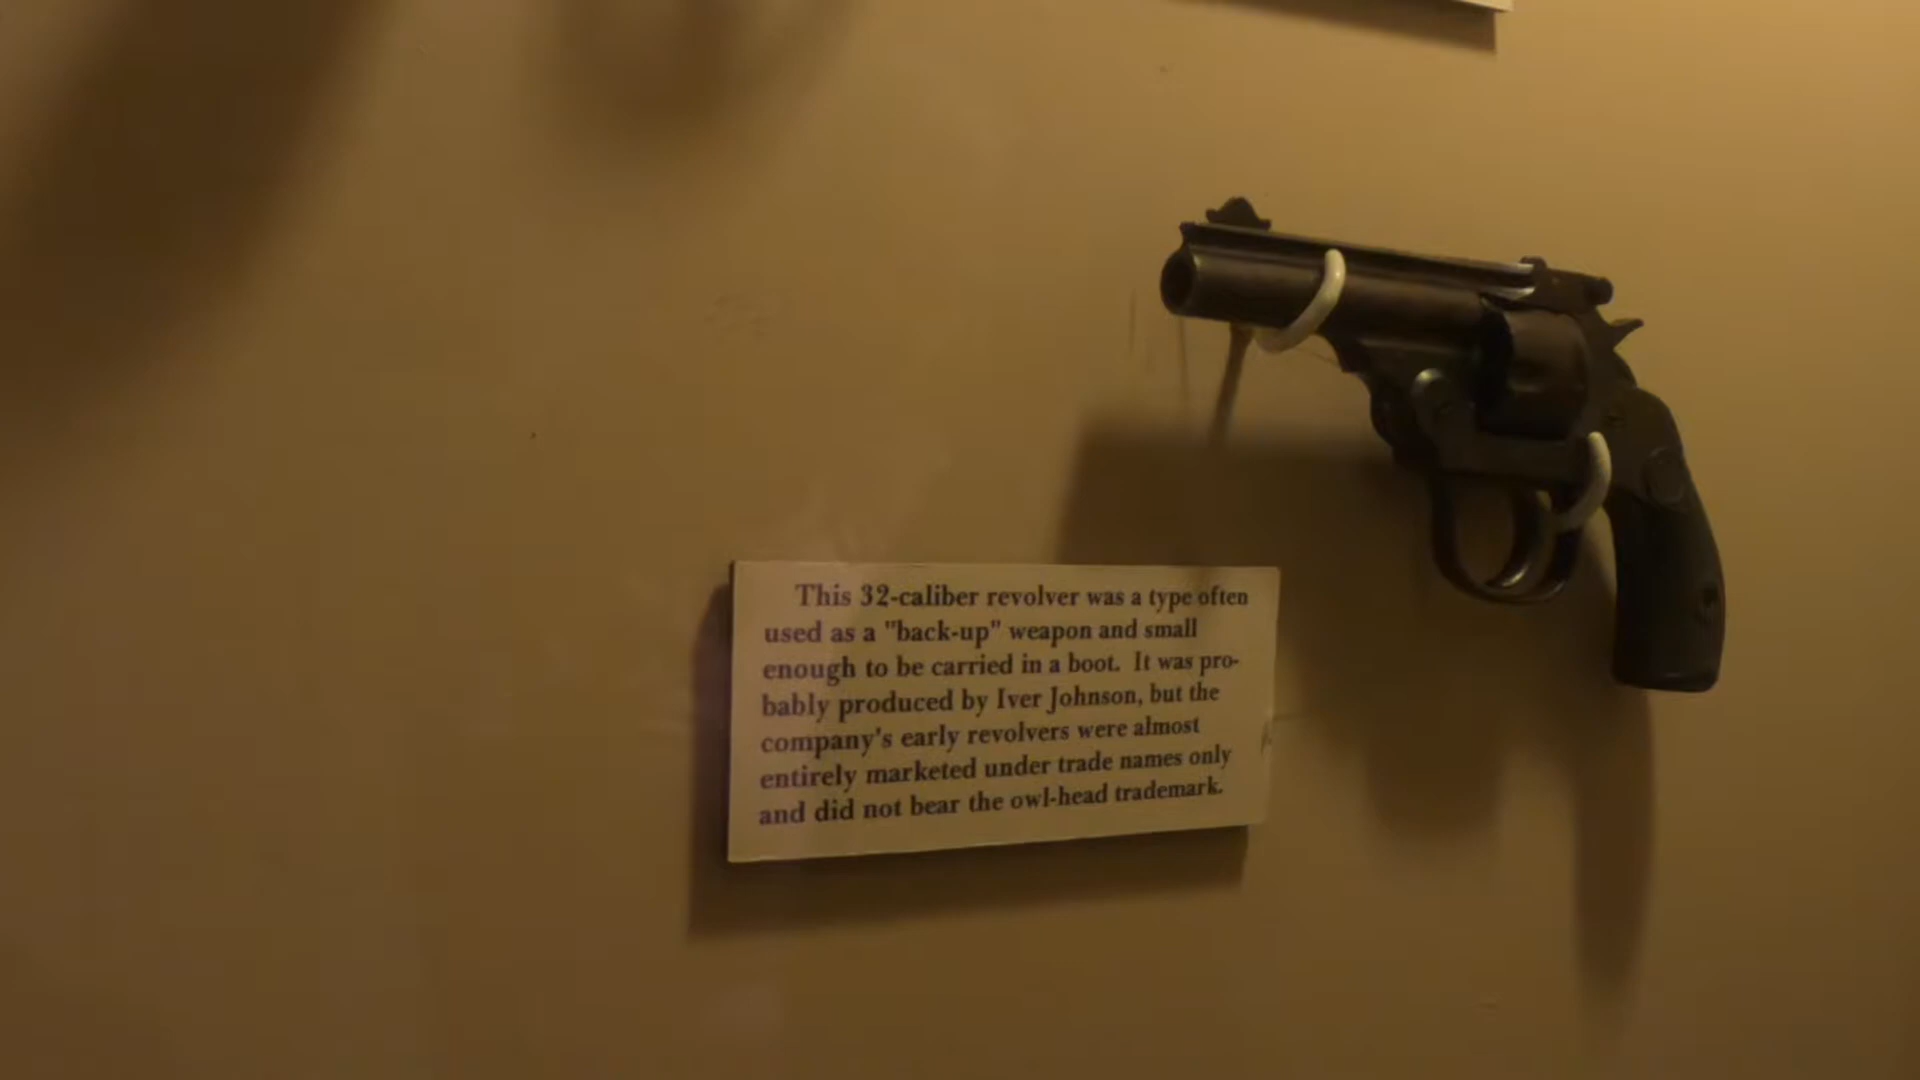 This 32-caliber revolver was a type often
used as a "back-up" weapon and small
enough to be carried in a boot. It was pro-
bably produced by Iver Johnson, but the
company's early revolvers were almost
entirely marketed under trade names only
and did not bear the owl-head trademark.